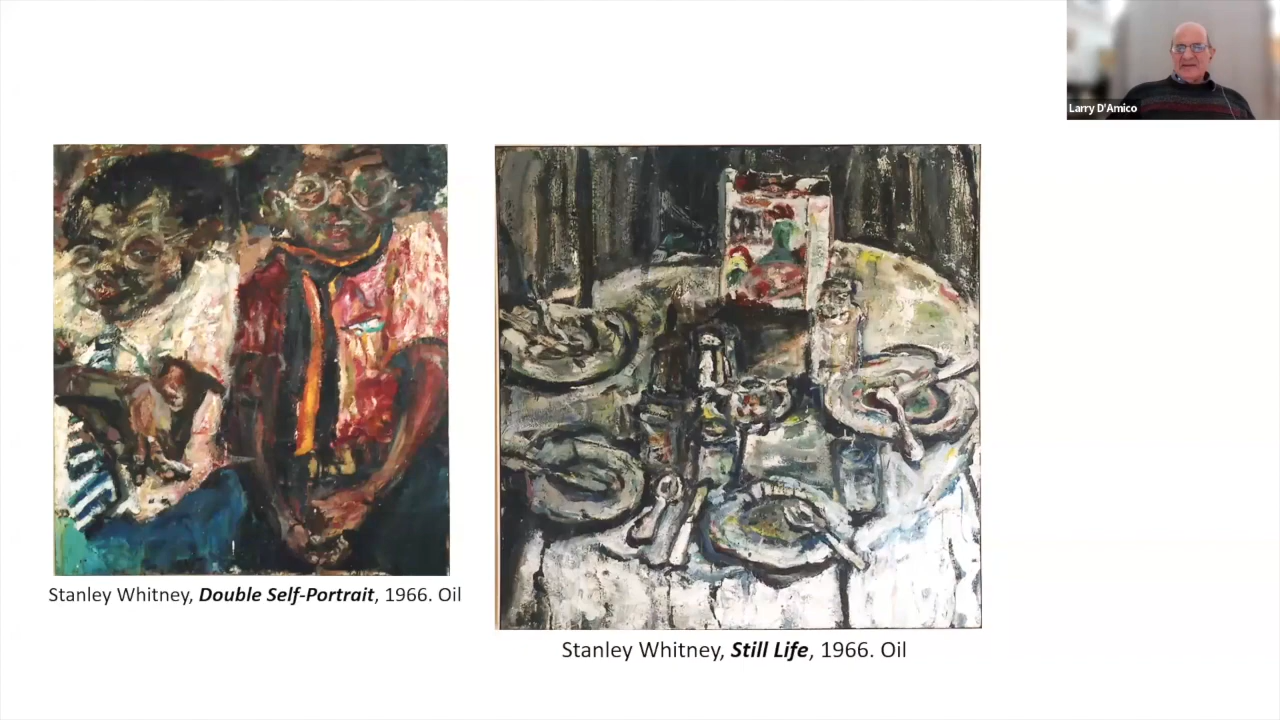 Larry D'Amico
Stanley Whitney, Double Self-Portrait, 1966. Oil
Stanley Whitney, Still Life, 1966. Oil